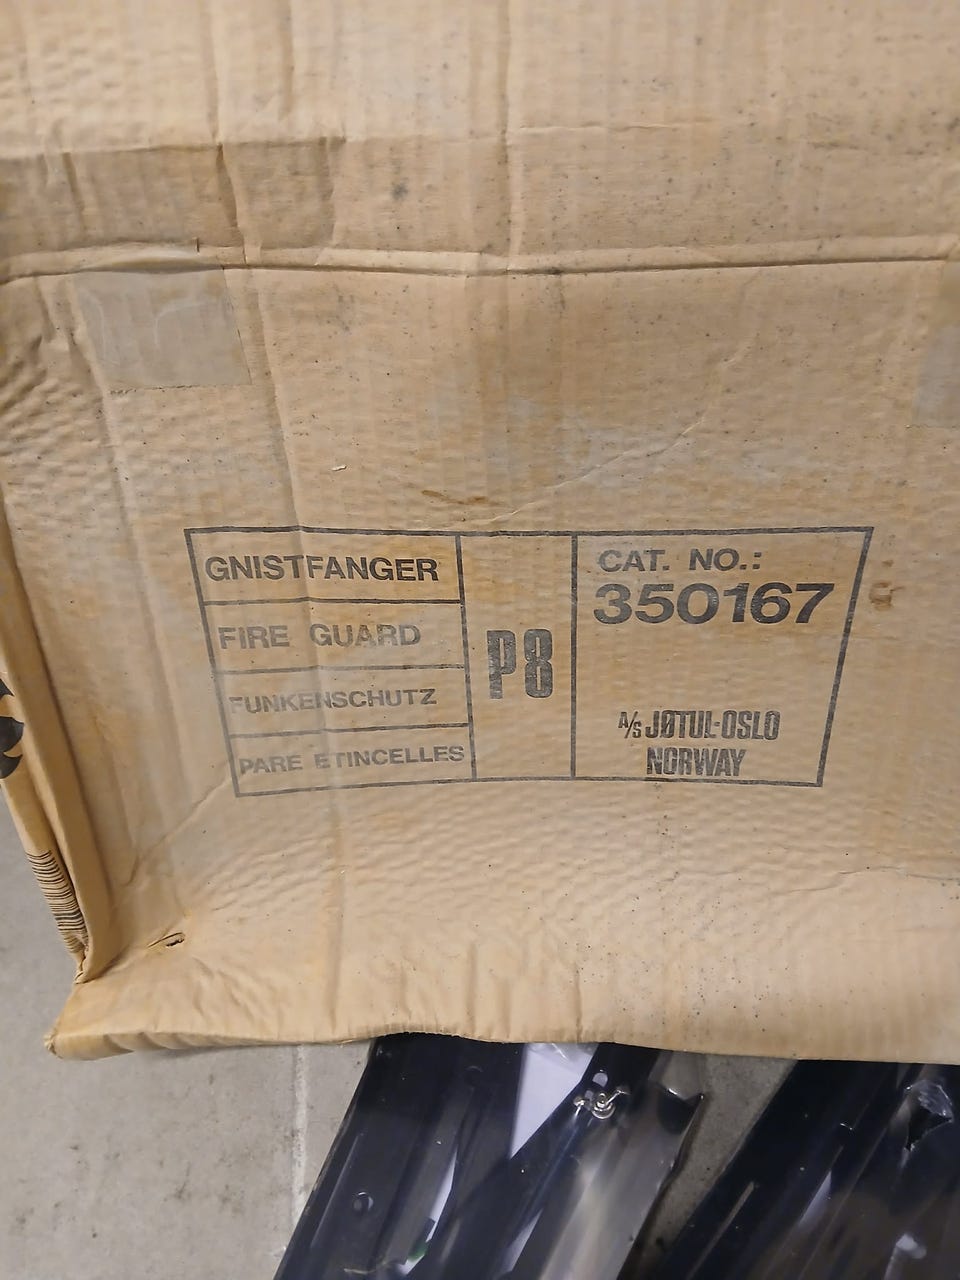 GNISTFANGER
FIRE GUARD
FUNKENSCHUTZ
PARE ETINCELLES
P8
CAT. NO.:
350167
A/S JØTUL-OSLO
NORWAY